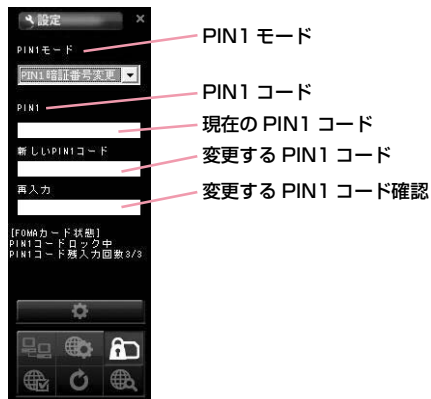 設定
×
PIN1モード
PIN1 モード
PIN1暗証番号変更
PIN1
PIN1 コード
現在の PIN1 コード
新しいPIN1コード
変更する PIN1 コード
再入力
変更する PIN1 コード確認
[FOMAカード状態]
PIN1コードロック中
PIN1コード残入力回数3/3